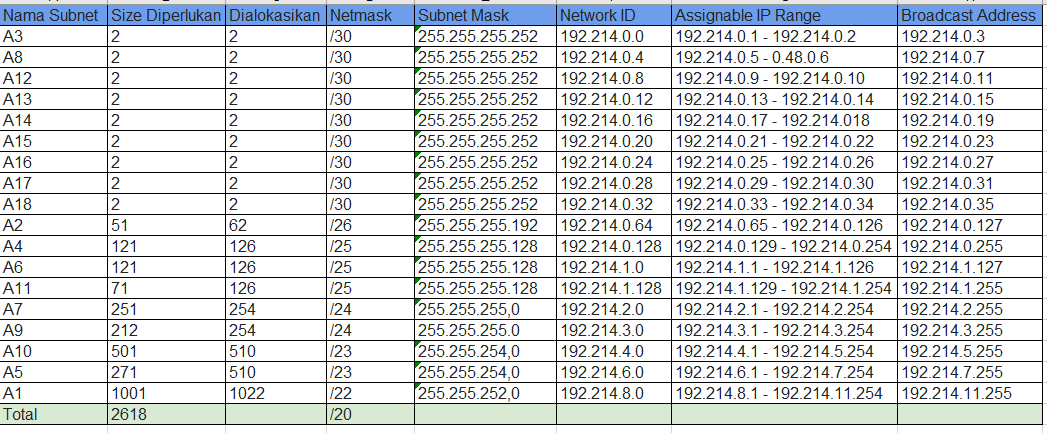 Nama Subnet Size Diperlukan Dialokasikan Netmask Subnet Mask Network ID Assignable IP Range Broadcast Address
A3 2 2 /30 255.255.255.252 192.214.0.0 192.214.0.1 - 192.214.0.2 192.214.0.3
A8 2 2 /30 255.255.255.252 192.214.0.4 192.214.0.5 - 0.48.0.6 192.214.0.7
A12 2 2 /30 255.255.255.252 192.214.0.8 192.214.0.9 - 192.214.0.10 192.214.0.11
A13 2 2 /30 255.255.255.252 192.214.0.12 192.214.0.13 - 192.214.0.14 192.214.0.15
A14 2 2 /30 255.255.255.252 192.214.0.16 192.214.0.17 - 192.214.018 192.214.0.19
A15 2 2 /30 255.255.255.252 192.214.0.20 192.214.0.21 - 192.214.0.22 192.214.0.23
A16 2 2 /30 255.255.255.252 192.214.0.24 192.214.0.25 - 192.214.0.26 192.214.0.27
A17 2 2 /30 255.255.255.252 192.214.0.28 192.214.0.29 - 192.214.0.30 192.214.0.31
A18 2 2 /30 255.255.255.252 192.214.0.32 192.214.0.33 - 192.214.0.34 192.214.0.35
A2 51 62 /26 255.255.255.192 192.214.0.64 192.214.0.65 - 192.214.0.126 192.214.0.127
A4 121 126 /25 255.255.255.128 192.214.0.128 192.214.0.129 - 192.214.0.254 192.214.0.255
A6 121 126 /25 255.255.255.128 192.214.1.0 192.214.1.1 - 192.214.1.126 192.214.1.127
A11 71 126 /25 255.255.255.128 192.214.1.128 192.214.1.129 - 192.214.1.254 192.214.1.255
A7 251 254 /24 255.255.255,0 192.214.2.0 192.214.2.1 - 192.214.2.254 192.214.2.255
A9 212 254 /24 255.255.255.0 192.214.3.0 192.214.3.1 - 192.214.3.254 192.214.3.255
A10 501 510 /23 255.255.254,0 192.214.4.0 192.214.4.1 - 192.214.5.254 192.214.5.255
A5 271 510 /23 255.255.254,0 192.214.6.0 192.214.6.1 - 192.214.7.254 192.214.7.255
A1 1001 1022 /22 255.255.252,0 192.214.8.0 192.214.8.1 - 192.214.11.254 192.214.11.255
Total 2618 /20